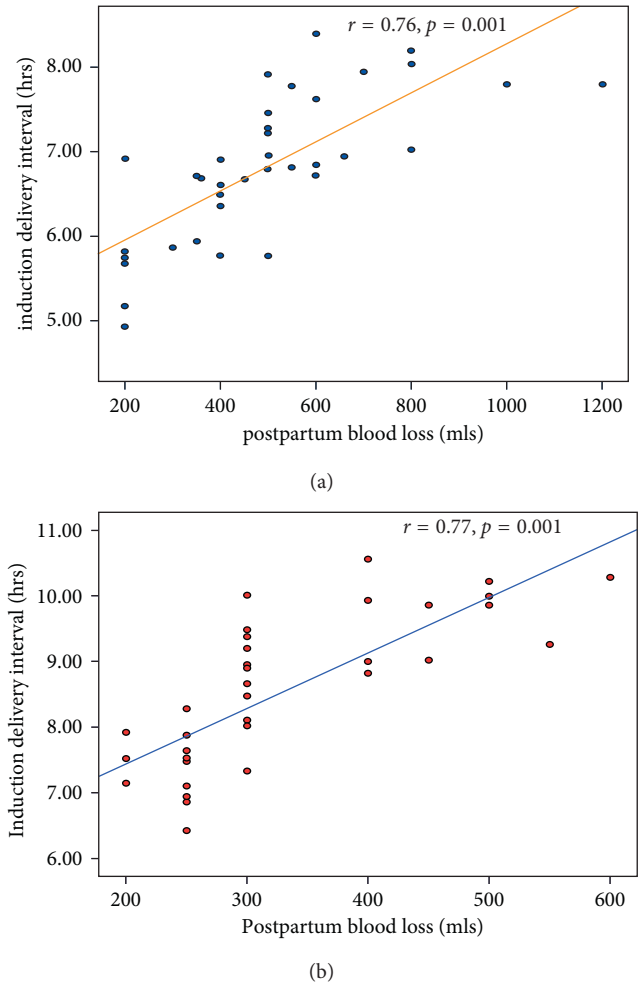 r = 0.76, p = 0.001
induction delivery interval (hrs)
8.00
7.00
6.00
5.00
200 400 600 800 1000 1200
postpartum blood loss (mls)
(a)
r = 0.77, p = 0.001
Induction delivery interval (hrs)
11.00
10.00
9.00
8.00
7.00
6.00
200 300 400 500 600
Postpartum blood loss (mls)
(b)